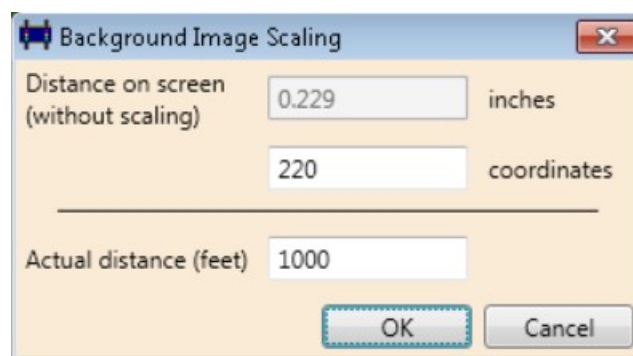 Background Image Scaling
Distance on screen
(without scaling)
0.229
inches
220
coordinates
Actual distance (feet)
1000
OK
Cancel